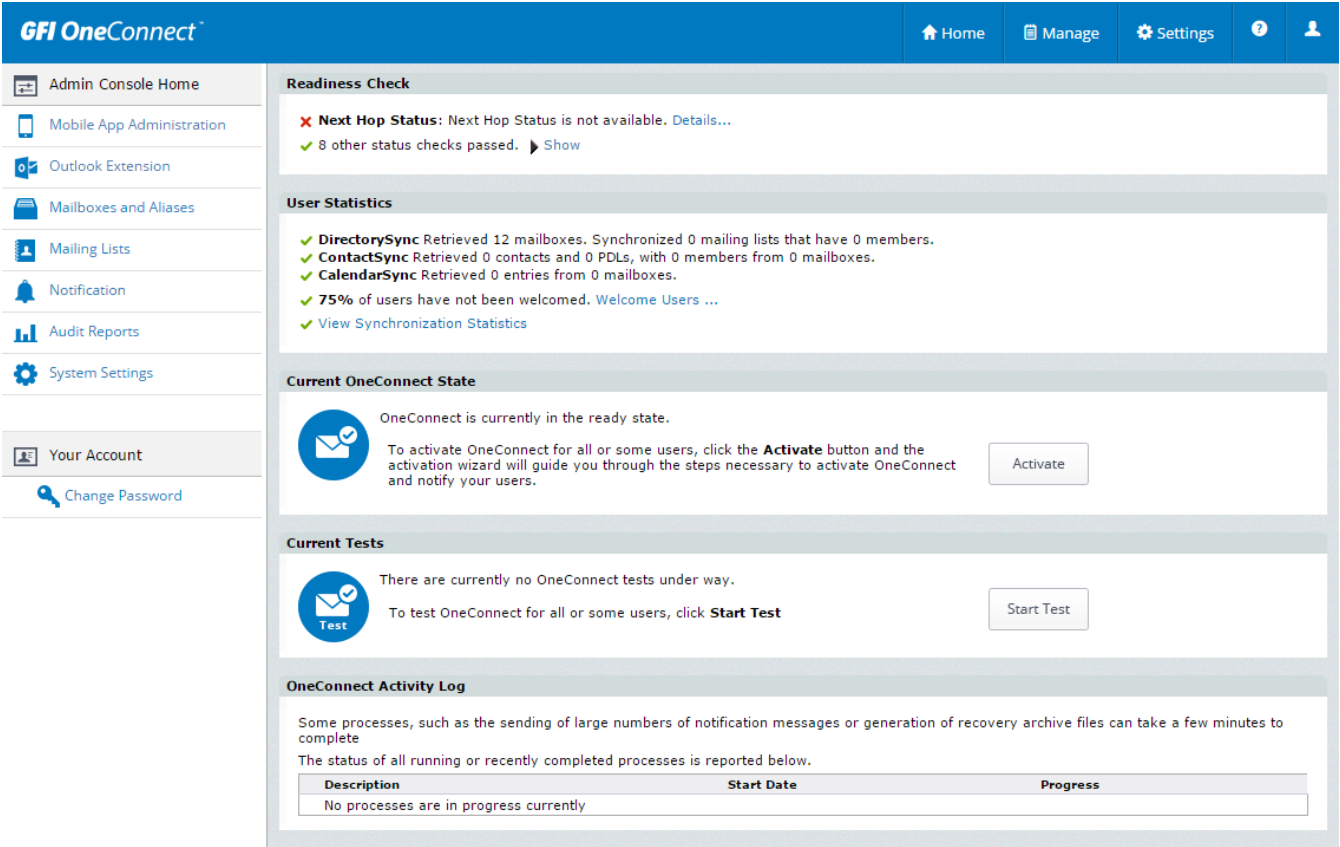 GFI OneConnect™
Home
Manage
Settings
?
Admin Console Home
Mobile App Administration
Outlook Extension
Mailboxes and Aliases
Mailing Lists
Notification
Audit Reports
System Settings
Your Account
Change Password
Readiness Check
Next Hop Status: Next Hop Status is not available. Details...
8 other status checks passed. Show
User Statistics
DirectorySync Retrieved 12 mailboxes. Synchronized 0 mailing lists that have 0 members.
ContactSync Retrieved 0 contacts and 0 PDLs, with 0 members from 0 mailboxes.
CalendarSync Retrieved 0 entries from 0 mailboxes.
75% of users have not been welcomed. Welcome Users ...
View Synchronization Statistics
Current OneConnect State
OneConnect is currently in the ready state.
To activate OneConnect for all or some users, click the Activate button and the
activation wizard will guide you through the steps necessary to activate OneConnect
and notify your users.
Activate
Current Tests
Test
There are currently no OneConnect tests under way.
To test OneConnect for all or some users, click Start Test
Start Test
OneConnect Activity Log
Some processes, such as the sending of large numbers of notification messages or generation of recovery archive files can take a few minutes to
complete
The status of all running or recently completed processes is reported below.
Description Start Date Progress
No processes are in progress currently